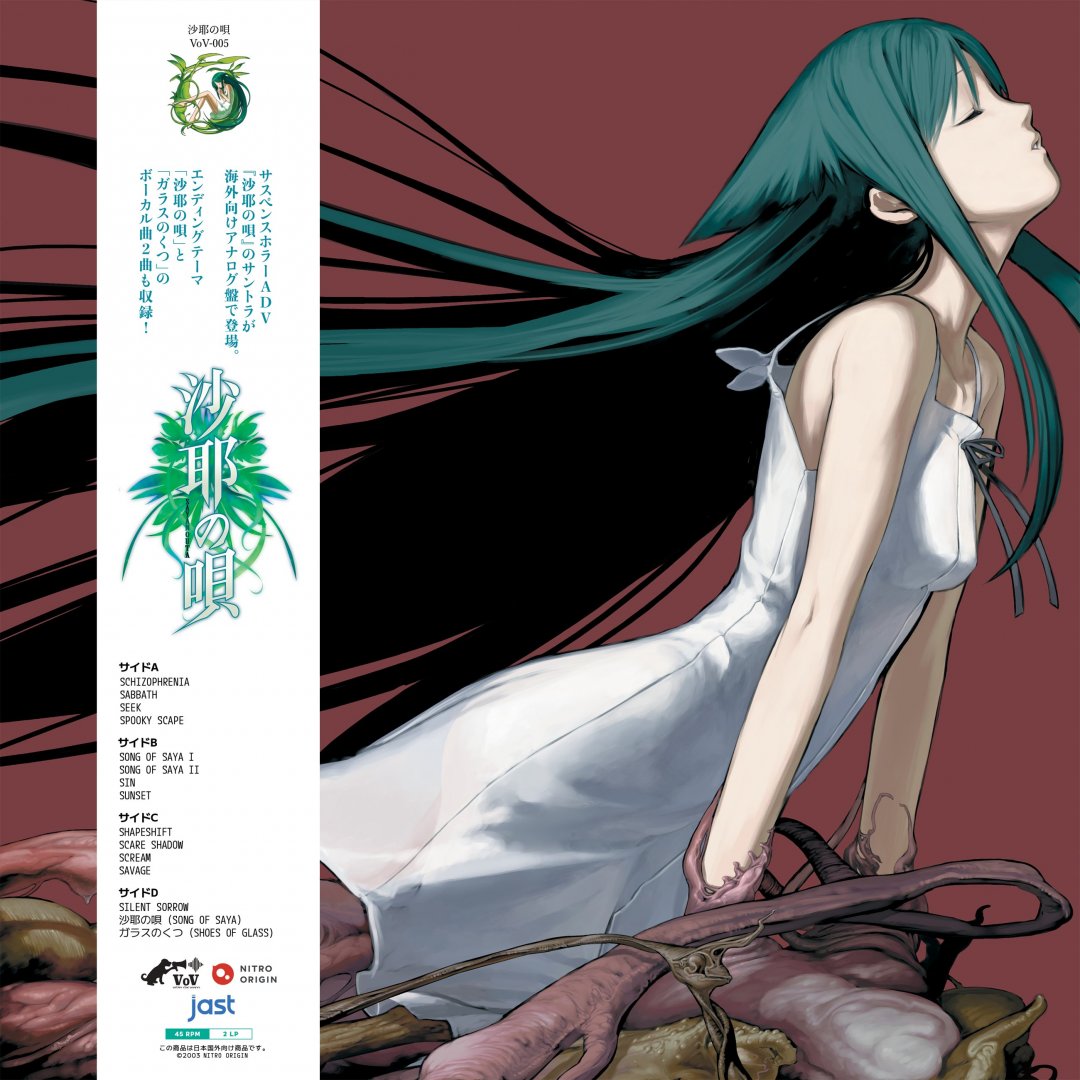 沙耶の唄
VoV-005
サスペンスホラーADV
『沙耶の唄』のサントラが
海外向けアナログ盤で登場。
エンディングテーマ
「沙耶の唄」と
「ガラスのくつ」の
ボーカル曲2曲も収録！
沙耶の唄
サイドA
SCHIZOPHRENIA
SABBATH
SEEK
SPOOKY SCAPE
サイドB
SONG OF SAYA I
SONG OF SAYA II
SIN
SUNSET
サイドC
SHAPESHIFT
SCARE SHADOW
SCREAM
SAVAGE
サイドD
SILENT SORROW
沙耶の唄 (SONG OF SAYA)
ガラスのくつ (SHOES OF GLASS)
VoV
NITRO
ORIGIN
jast
45 RPM
2 LP
この商品は日本国外向け商品です。
©2003 NITRO ORIGIN